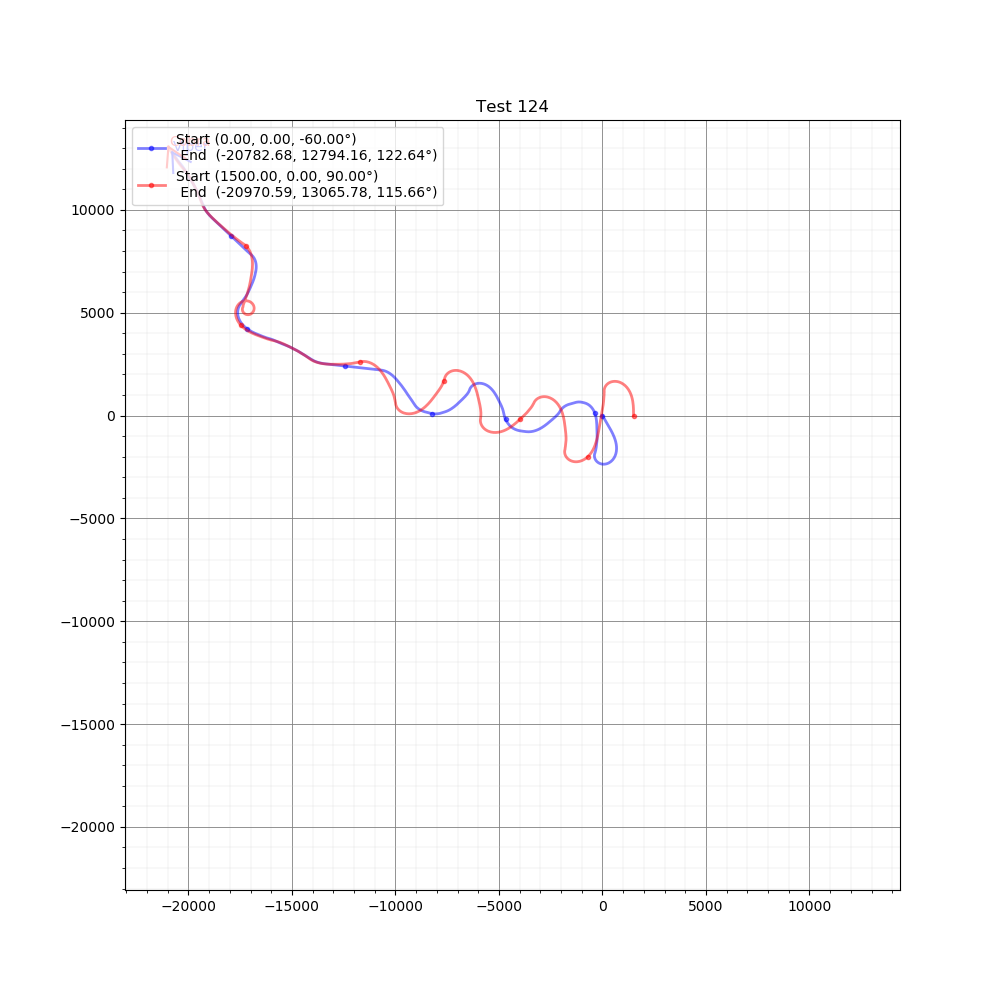 Test 124
Start (0.00, 0.00, -60.00°)
End (-20782.68, 12794.16, 122.64°)
Start (1500.00, 0.00, 90.00°)
End (-20970.59, 13065.78, 115.66°)
10000
5000
0
−5000
−10000
−15000
−20000
−20000 −15000 −10000 −5000 0 5000 10000